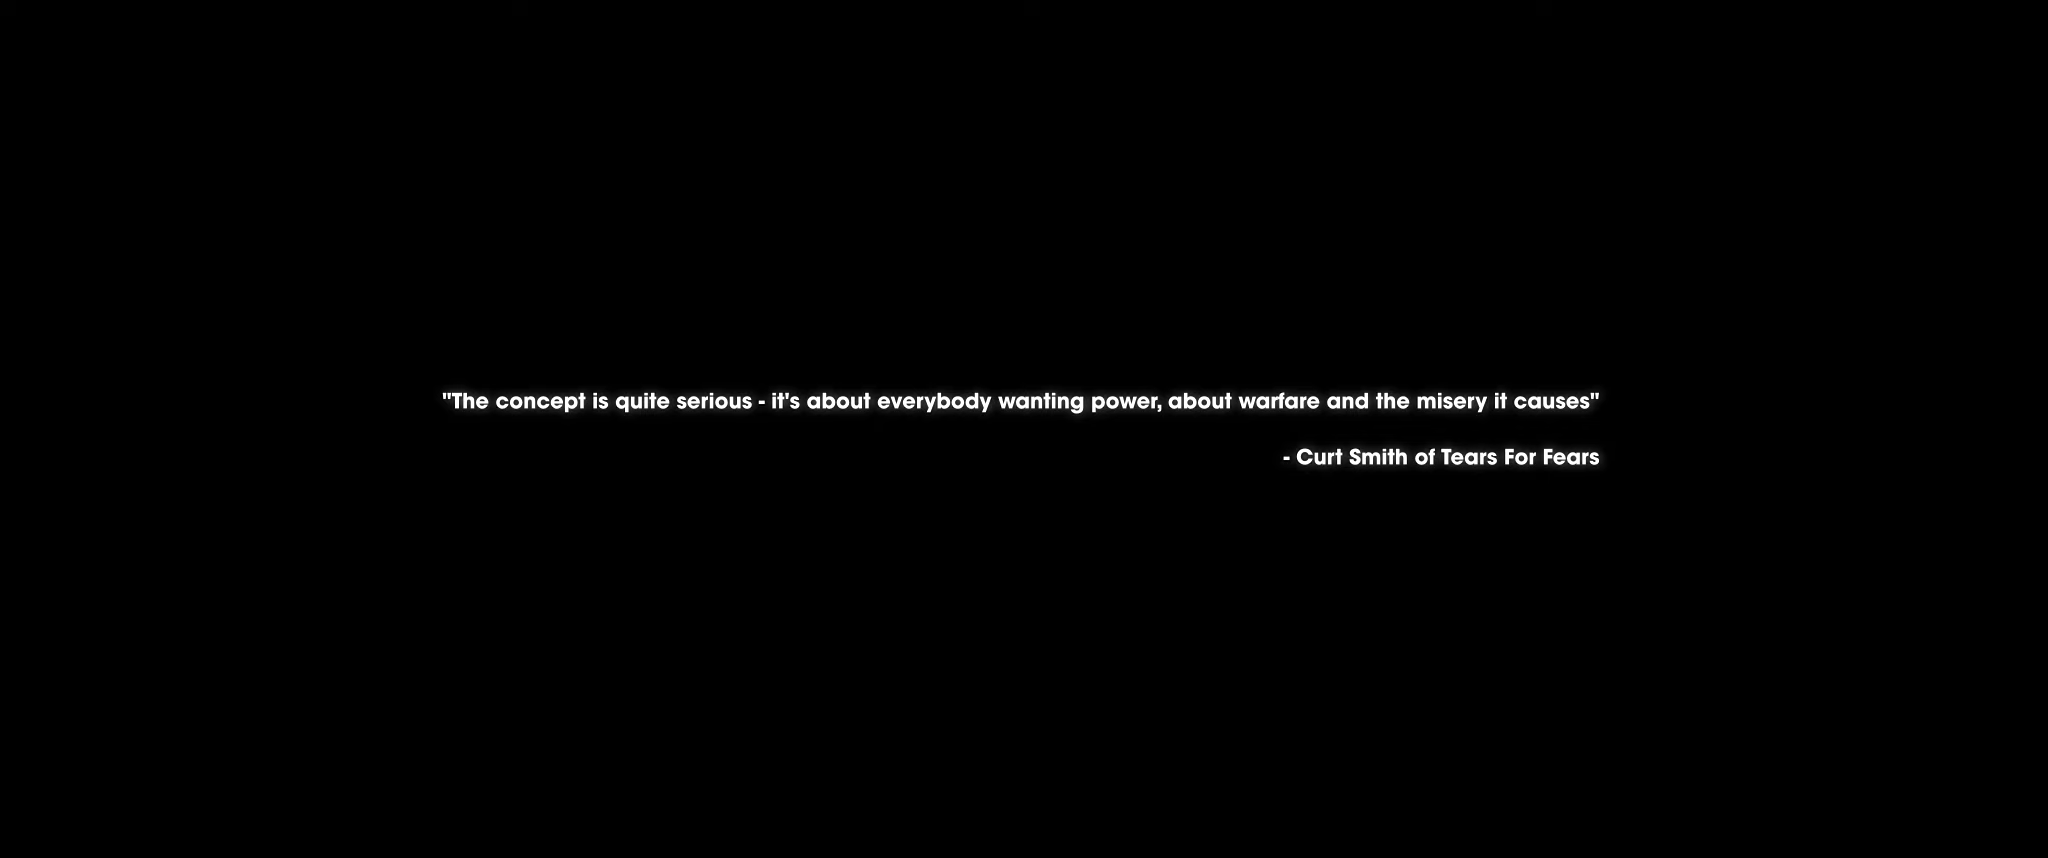 "The concept is quite serious - it's about everybody wanting power, about warfare and the misery it causes"
- Curt Smith of Tears For Fears